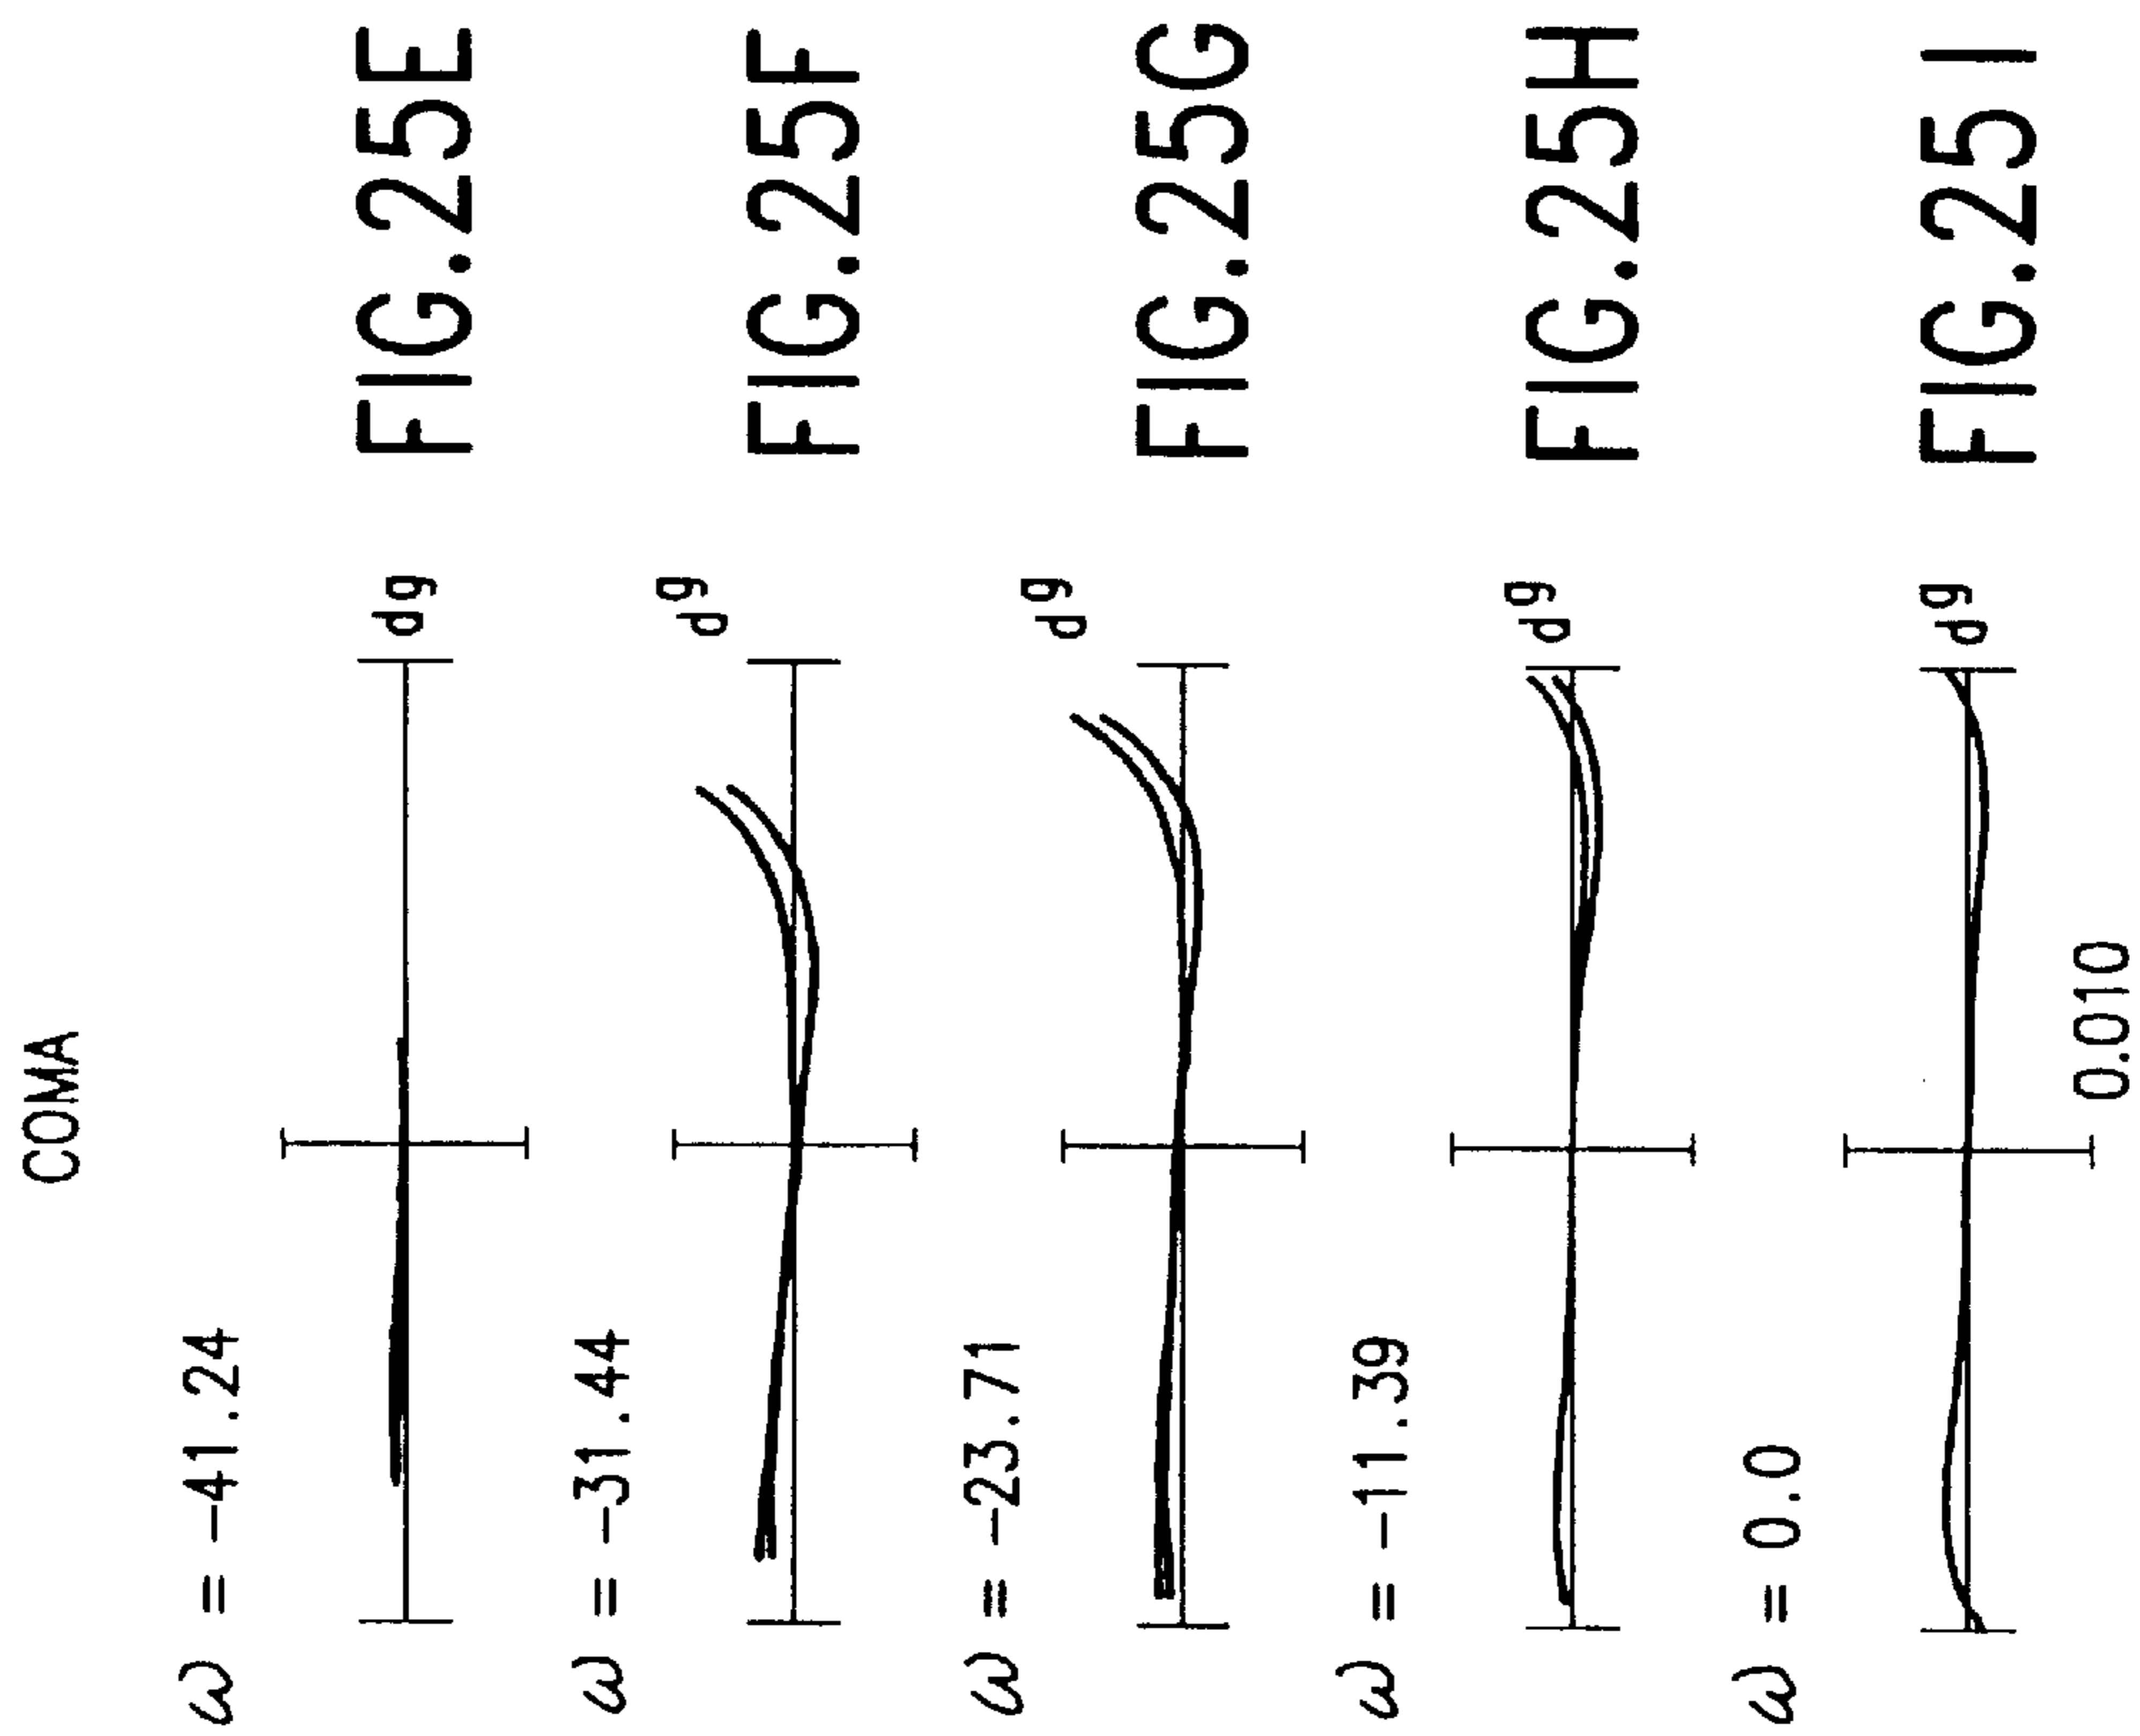 COMA
ω = -41.24
dg
FIG.25E
ω = -31.44
dg
FIG.25F
ω = -23.71
dg
FIG.25G
ω = -11.39
dg
FIG.25H
ω = 0.0
dg
FIG.25I
0.010